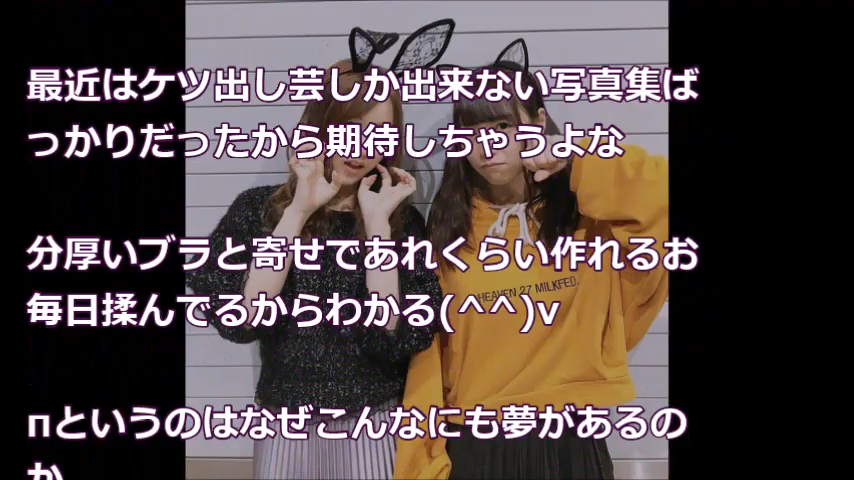 最近はケツ出し芸しか出来ない写真集ば
っかりだったから期待しちゃうよな
分厚いブラと寄せであれくらい作れるお
毎日揉んでるからわかる(^^)v
HEAVEN 27 MILKFED.
пというのはなぜこんなにも夢があるの
か